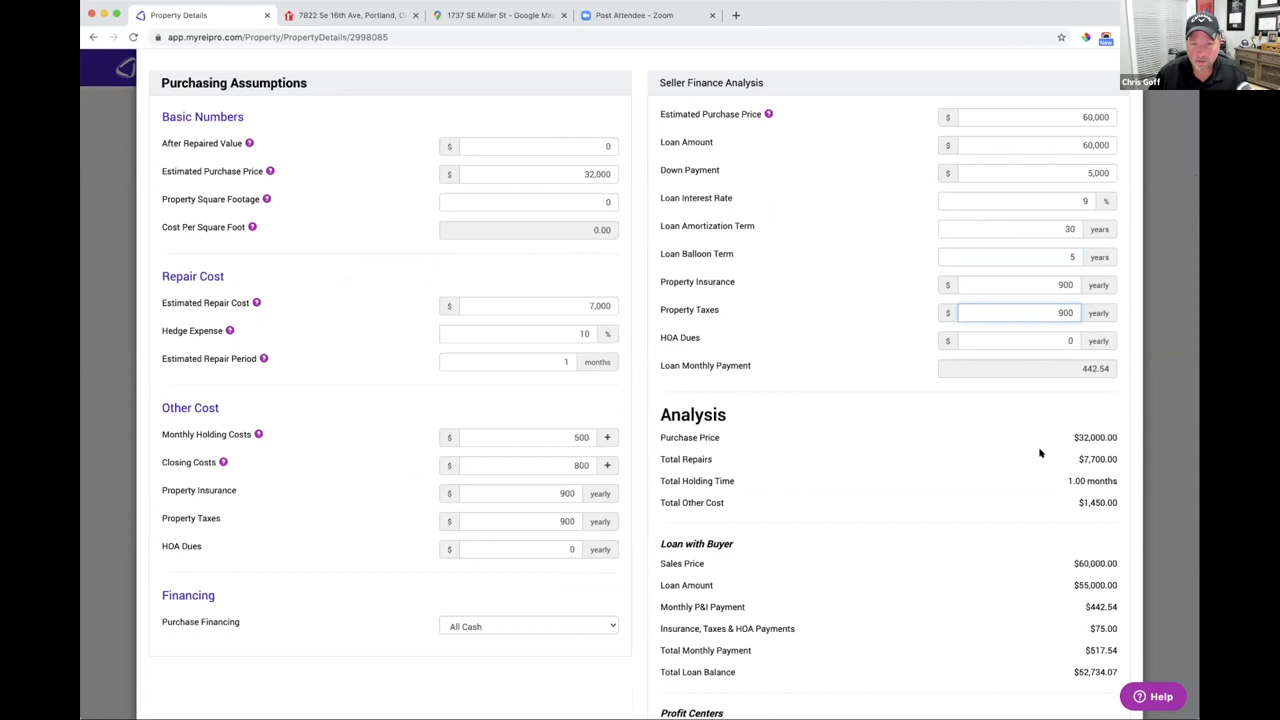 Property Details
7822 Se 16th Ave, Portland, O
1737 SE Miller St - Google
Post Attendee - Zoom
app.myreipro.com/Property/PropertyDetails/2998085
New
Chris Goff
Purchasing Assumptions
Basic Numbers
After Repaired Value ? $ 0
Estimated Purchase Price ? $ 32,000
Property Square Footage ? 0
Cost Per Square Foot ? 0.00
Repair Cost
Estimated Repair Cost ? $ 7,000
Hedge Expense ? 10 %
Estimated Repair Period ? 1 months
Other Cost
Monthly Holding Costs ? $ 500 +
Closing Costs ? $ 800 +
Property Insurance $ 900 yearly
Property Taxes $ 900 yearly
HOA Dues $ 0 yearly
Financing
Purchase Financing All Cash
Seller Finance Analysis
Estimated Purchase Price ? $ 60,000
Loan Amount $ 60,000
Down Payment $ 5,000
Loan Interest Rate 9 %
Loan Amortization Term 30 years
Loan Balloon Term 5 years
Property Insurance $ 900 yearly
Property Taxes $ 900 yearly
HOA Dues $ 0 yearly
Loan Monthly Payment 442.54
Analysis
Purchase Price $32,000.00
Total Repairs $7,700.00
Total Holding Time 1.00 months
Total Other Cost $1,450.00
Loan with Buyer
Sales Price $60,000.00
Loan Amount $55,000.00
Monthly P&I Payment $442.54
Insurance, Taxes & HOA Payments $75.00
Total Monthly Payment $517.54
Total Loan Balance $52,734.07
Profit Centers
? Help